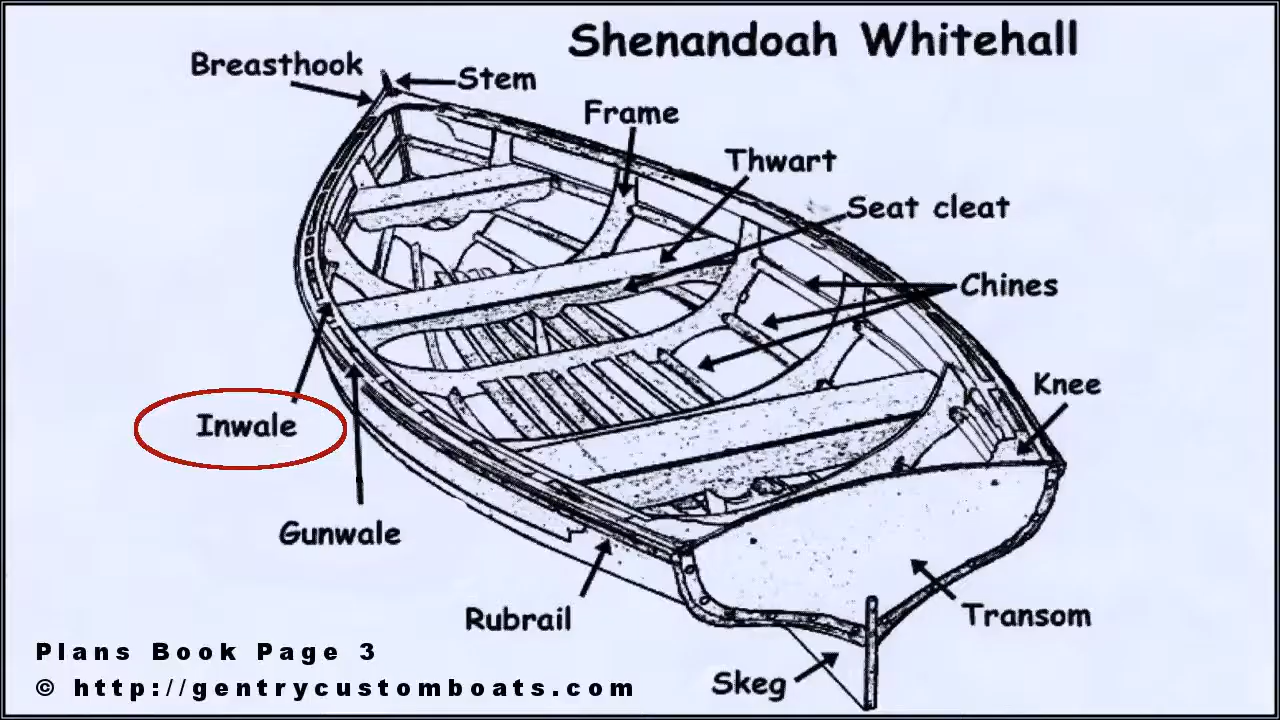 Shenandoah Whitehall
Breasthook
Stem
Frame
Thwart
Seat cleat
Chines
Knee
Inwale
Gunwale
Rubrail
Transom
Skeg
Plans Book Page 3
© http://gentrycustomboats.com